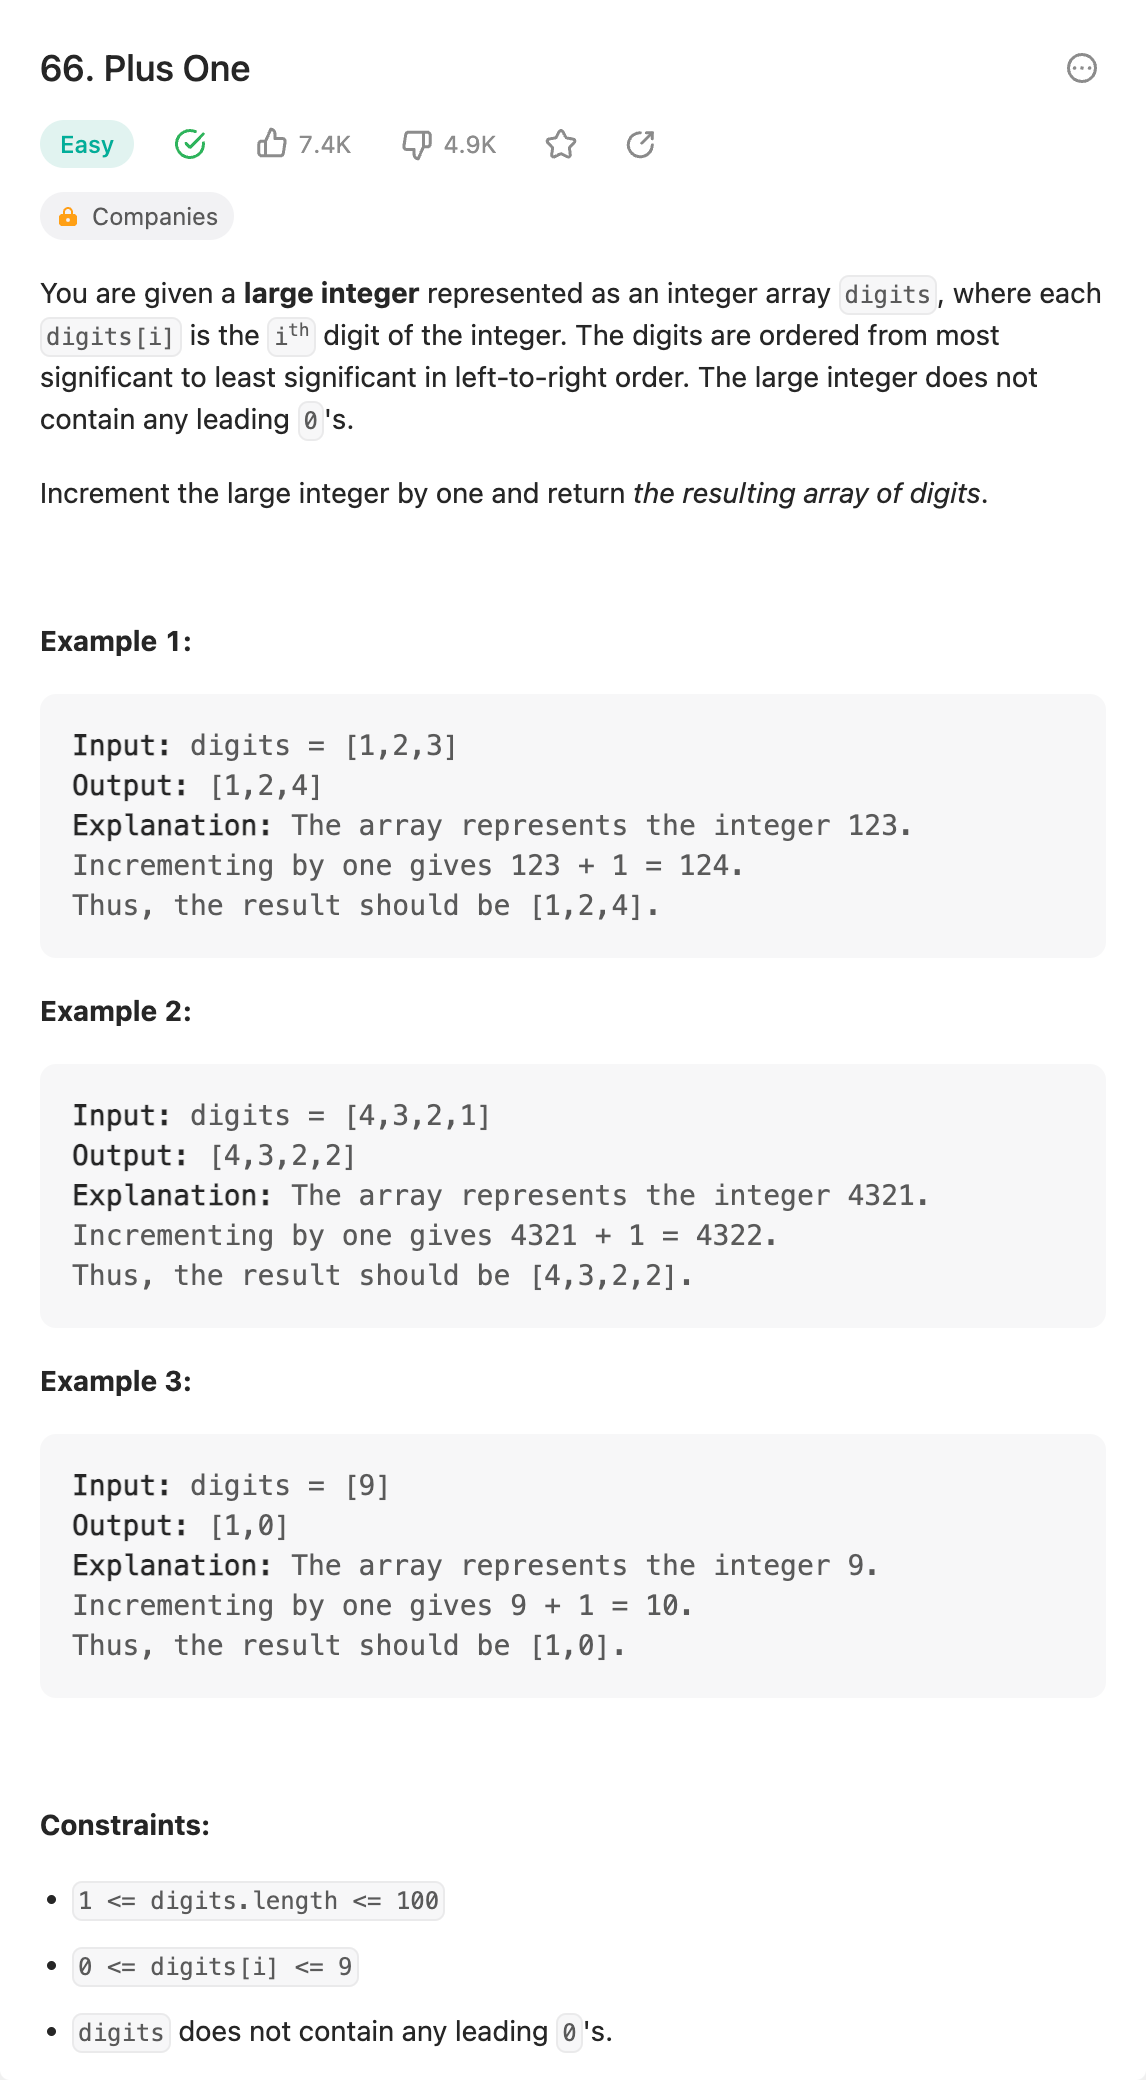 66. Plus One
Easy
7.4K
4.9K
Companies
You are given a large integer represented as an integer array digits, where each
digits[i] is the ith digit of the integer. The digits are ordered from most
significant to least significant in left-to-right order. The large integer does not
contain any leading 0's.
Increment the large integer by one and return the resulting array of digits.
Example 1:
Input: digits = [1,2,3]
Output: [1,2,4]
Explanation: The array represents the integer 123.
Incrementing by one gives 123 + 1 = 124.
Thus, the result should be [1,2,4].
Example 2:
Input: digits = [4,3,2,1]
Output: [4,3,2,2]
Explanation: The array represents the integer 4321.
Incrementing by one gives 4321 + 1 = 4322.
Thus, the result should be [4,3,2,2].
Example 3:
Input: digits = [9]
Output: [1,0]
Explanation: The array represents the integer 9.
Incrementing by one gives 9 + 1 = 10.
Thus, the result should be [1,0].
Constraints:
• 1 <= digits.length <= 100
• 0 <= digits[i] <= 9
• digits does not contain any leading 0's.